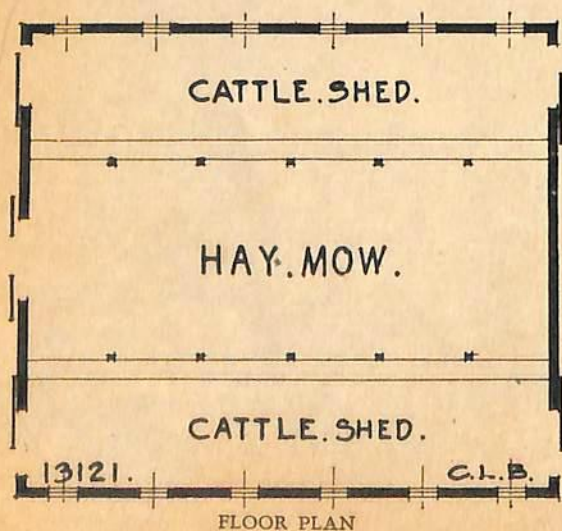 CATTLE.SHED.
HAY.MOW.
CATTLE.SHED.
13121. C.L.B.
FLOOR PLAN